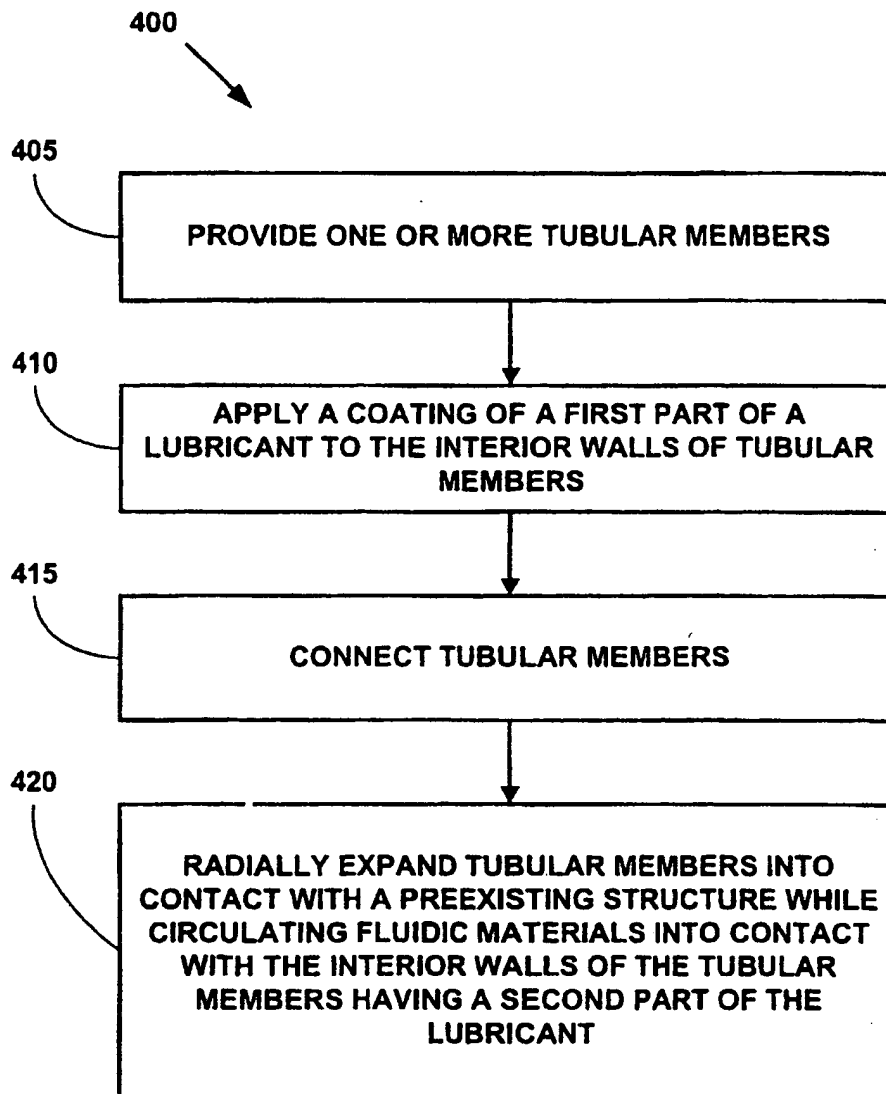 400
405
PROVIDE ONE OR MORE TUBULAR MEMBERS
410
APPLY A COATING OF A FIRST PART OF A
LUBRICANT TO THE INTERIOR WALLS OF TUBULAR
MEMBERS
415
CONNECT TUBULAR MEMBERS
420
RADIALLY EXPAND TUBULAR MEMBERS INTO
CONTACT WITH A PREEXISTING STRUCTURE WHILE
CIRCULATING FLUIDIC MATERIALS INTO CONTACT
WITH THE INTERIOR WALLS OF THE TUBULAR
MEMBERS HAVING A SECOND PART OF THE
LUBRICANT